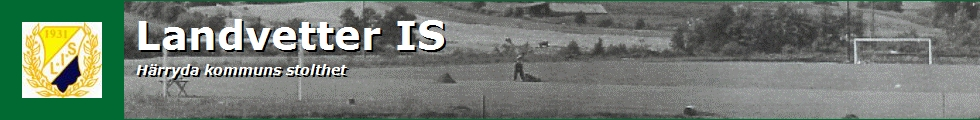 1931
L.I.S
Landvetter IS
Härryda kommuns stolthet